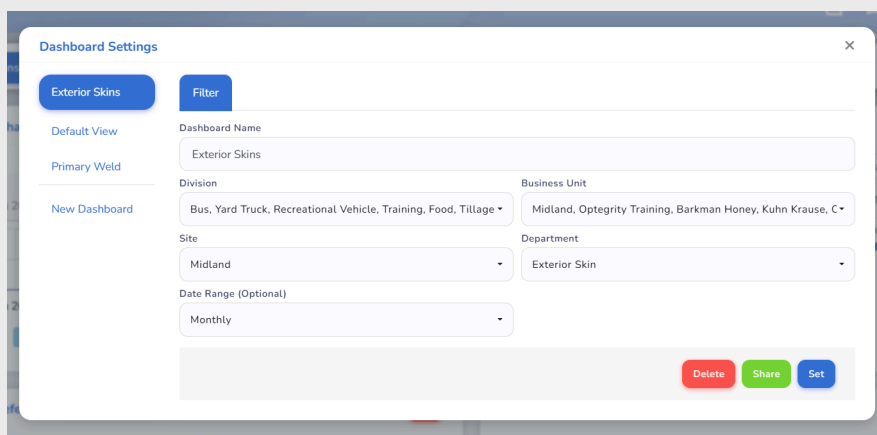 Dashboard Settings
×
Exterior Skins
Default View
Primary Weld
New Dashboard
Filter
Dashboard Name
Exterior Skins
Division
Business Unit
Bus, Yard Truck, Recreational Vehicle, Training, Food, Tillage
Midland, Optegrity Training, Barkman Honey, Kuhn Krause, C
Site
Department
Midland
Exterior Skin
Date Range (Optional)
Monthly
Delete
Share
Set